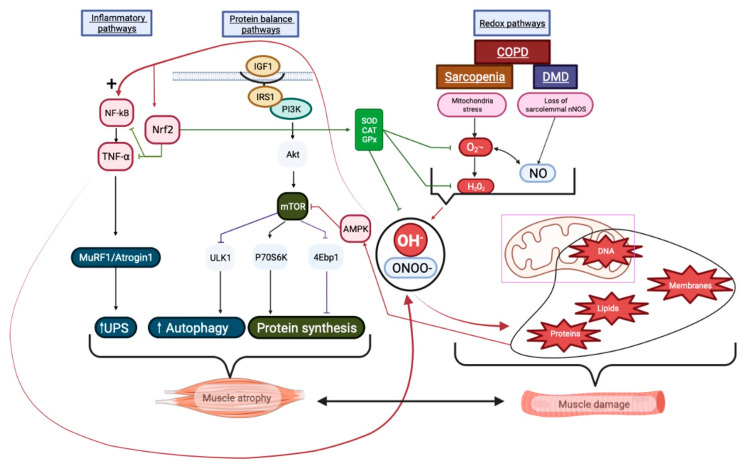 Inflammatory
pathways
Protein balance
pathways
Redox pathways
COPD
Sarcopenia
DMD
Mitochondria
stress
Loss of
sarcolemmal nNOS
IGF1
IRS1
PI3K
+
NF-kB
Nrf2
TNF-α
SOD
CAT
GPx
O₂·-
NO
H₂0₂
Akt
mTOR
AMPK
OH-
ONOO-
MuRF1/Atrogin1
ULK1
P70S6K
4Ebp1
DNA
Membranes
Lipids
Proteins
↑UPS
↑ Autophagy
Protein synthesis
Muscle atrophy
Muscle damage